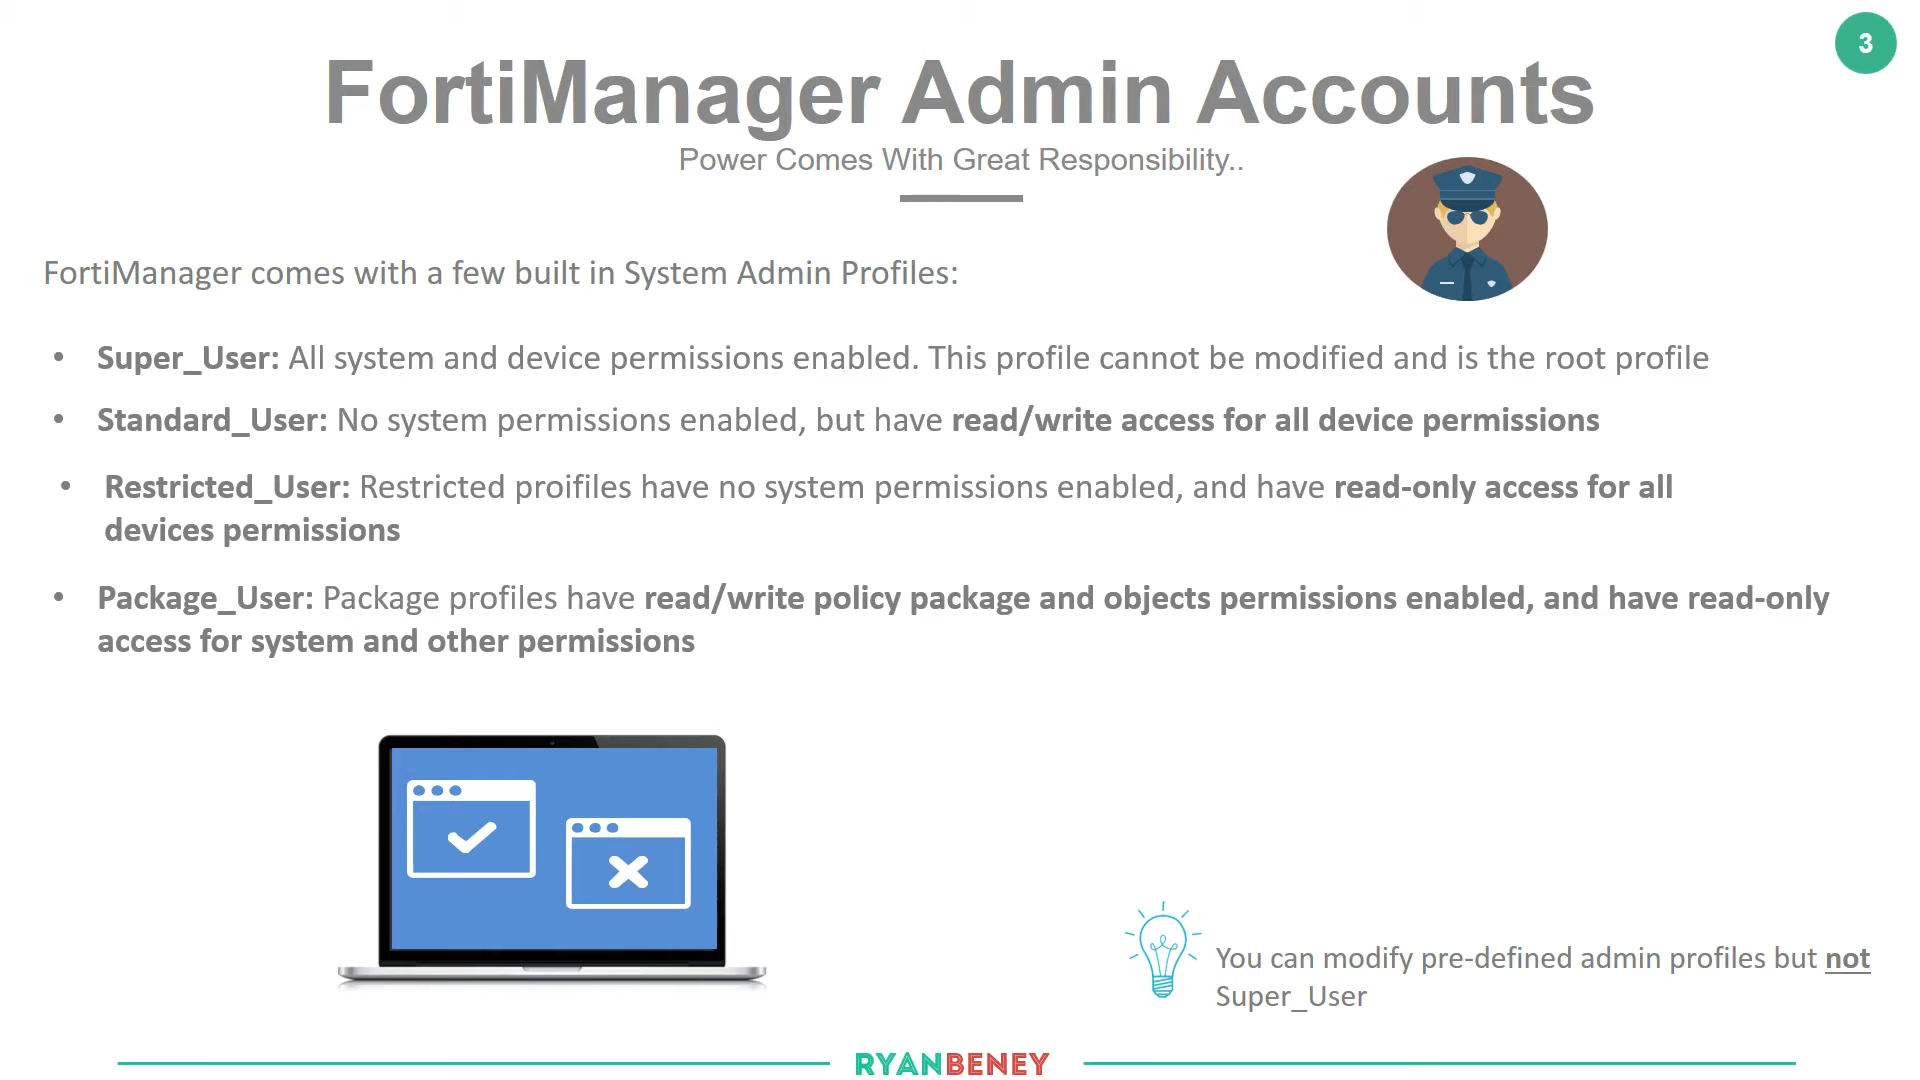 3
FortiManager Admin Accounts
Power Comes With Great Responsibility..
FortiManager comes with a few built in System Admin Profiles:
• Super_User: All system and device permissions enabled. This profile cannot be modified and is the root profile
• Standard_User: No system permissions enabled, but have read/write access for all device permissions
• Restricted_User: Restricted proifiles have no system permissions enabled, and have read-only access for all
devices permissions
• Package_User: Package profiles have read/write policy package and objects permissions enabled, and have read-only
access for system and other permissions
You can modify pre-defined admin profiles but not
Super_User
RYANBENEY